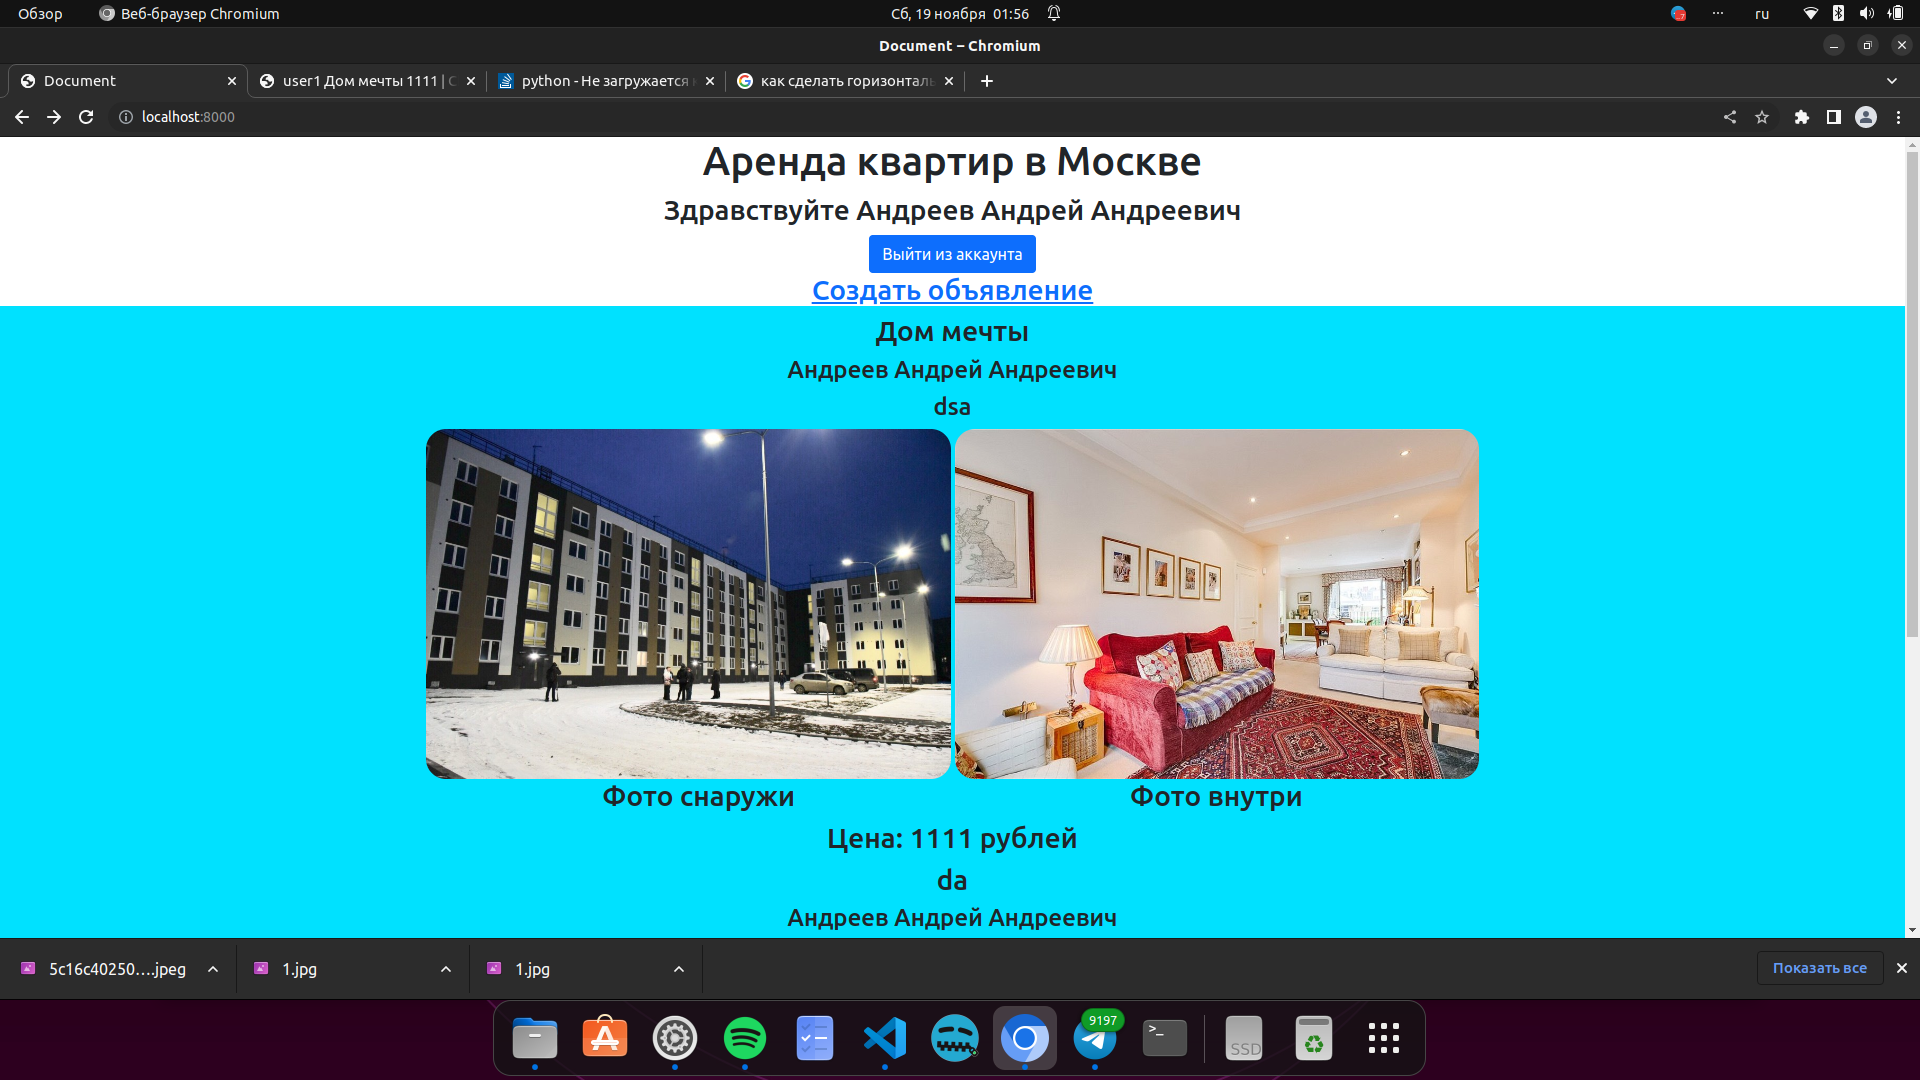 Обзор
Веб-браузер Chromium
Сб, 19 ноября 01:56
ru
Document – Chromium
Document
user1 Дом мечты 1111 | C
python - Не загружается
как сделать горизонталь
localhost:8000
Аренда квартир в Москве
Здравствуйте Андреев Андрей Андреевич
Выйти из аккаунта
Создать объявление
Дом мечты
Андреев Андрей Андреевич
dsa
Фото снаружи
Фото внутри
Цена: 1111 рублей
da
Андреев Андрей Андреевич
5c16c40250....jpeg
1.jpg
1.jpg
Показать все
9197
>_
SSD